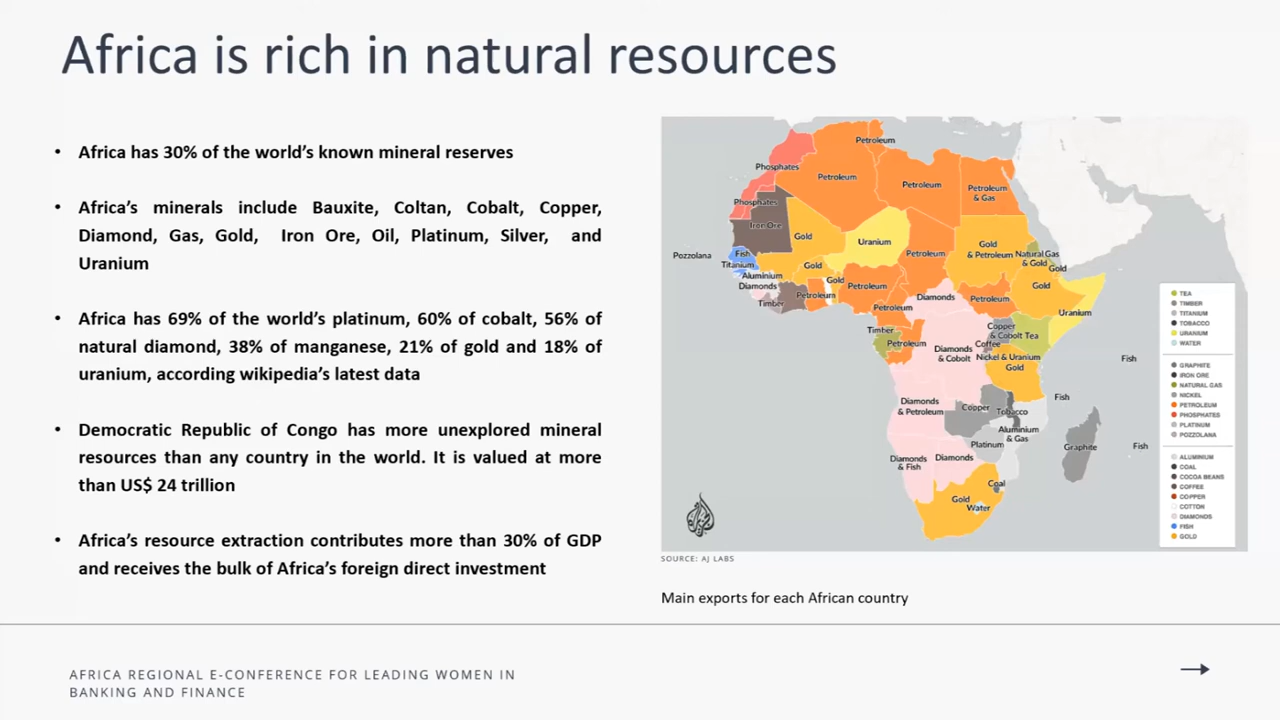 Africa is rich in natural resources
• Africa has 30% of the world's known mineral reserves
• Africa's minerals include Bauxite, Coltan, Cobalt, Copper,
Diamond, Gas, Gold, Iron Ore, Oil, Platinum, Silver, and
Uranium
• Africa has 69% of the world's platinum, 60% of cobalt, 56% of
natural diamond, 38% of manganese, 21% of gold and 18% of
uranium, according wikipedia's latest data
• Democratic Republic of Congo has more unexplored mineral
resources than any country in the world. It is valued at more
than US$ 24 trillion
• Africa's resource extraction contributes more than 30% of GDP
and receives the bulk of Africa's foreign direct investment
Petroleum
Phosphates
Petroleum
Petroleum
Petroleum
& Gas
Phosphates
Iron Ore
Gold
Uranium
Pozzolana
Fish
Titanium
Gold
Petroleum
Gold
& Petroleum
Natural Gas
& Gold
Gold
Aluminium
Diamonds
Timber
Petroleum
Gold
Petroleum
Gold
Diamonds
Petroleum
Petroleum
Uranium
Timber
Petroleum
Diamonds
& Cobolt
Copper
& Cobolt
Tea
Coffee
Nickel & Uranium
Gold
Fish
Fish
Diamonds
& Petroleum
Copper
Tobacco
Aluminium
& Gas
Platinum
Graphite
Fish
Diamonds
& Fish
Diamonds
Coal
Gold
Water
TEA
TIMBER
TITANIUM
TOBACCO
URANIUM
WATER
GRAPHITE
IRON ORE
NATURAL GAS
NICKEL
PETROLEUM
PHOSPHATES
PLATINUM
POZZOLANA
ALUMINIUM
COAL
COCOA BEANS
COFFEE
COPPER
COTTON
DIAMONDS
FISH
GOLD
SOURCE: AJ LABS
Main exports for each African country
AFRICA REGIONAL E-CONFERENCE FOR LEADING WOMEN IN
BANKING AND FINANCE